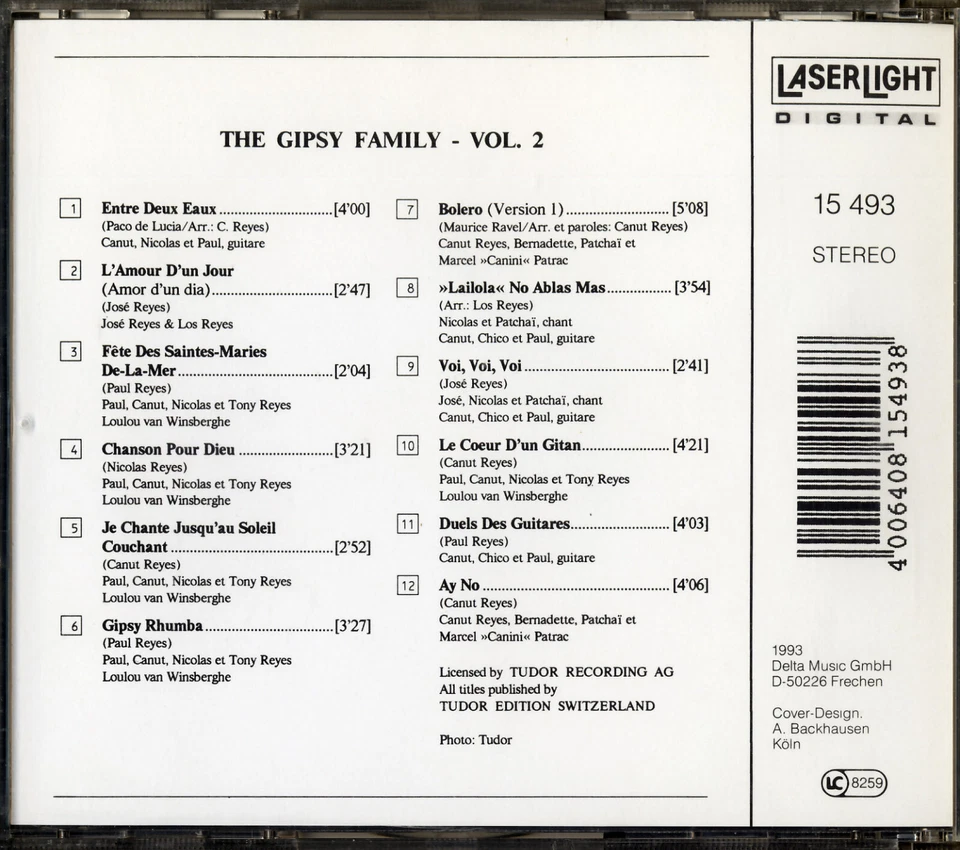 THE GIPSY FAMILY - VOL. 2
1 Entre Deux Eaux ............................... [4'00]
(Paco de Lucia/Arr.: C. Reyes)
Canut, Nicolas et Paul, guitare
2 L'Amour D'un Jour
(Amor d'un dia) ................................. [2'47]
(José Reyes)
José Reyes & Los Reyes
3 Fête Des Saintes-Maries
De-La-Mer ......................................... [2'04]
(Paul Reyes)
Paul, Canut, Nicolas et Tony Reyes
Loulou van Winsberghe
4 Chanson Pour Dieu ......................... [3'21]
(Nicolas Reyes)
Paul, Canut, Nicolas et Tony Reyes
Loulou van Winsberghe
5 Je Chante Jusqu'au Soleil
Couchant ........................................... [2'52]
(Canut Reyes)
Paul, Canut, Nicolas et Tony Reyes
Loulou van Winsberghe
6 Gipsy Rhumba .................................. [3'27]
(Paul Reyes)
Paul, Canut, Nicolas et Tony Reyes
Loulou van Winsberghe
7 Bolero (Version 1) ............................ [5'08]
(Maurice Ravel/Arr. et paroles: Canut Reyes)
Canut Reyes, Bernadette, Patchaï et
Marcel »Canini« Patrac
8 »Lailola« No Ablas Mas ................. [3'54]
(Arr.: Los Reyes)
Nicolas et Patchaï, chant
Canut, Chico et Paul, guitare
9 Voi, Voi, Voi ...................................... [2'41]
(José Reyes)
José, Nicolas et Patchaï, chant
Canut, Chico et Paul, guitare
10 Le Coeur D'un Gitan ....................... [4'21]
(Canut Reyes)
Paul, Canut, Nicolas et Tony Reyes
Loulou van Winsberghe
11 Duels Des Guitares .......................... [4'03]
(Paul Reyes)
Canut, Chico et Paul, guitare
12 Ay No ................................................. [4'06]
(Canut Reyes)
Canut Reyes, Bernadette, Patchaï et
Marcel »Canini« Patrac
Licensed by TUDOR RECORDING AG
All titles published by
TUDOR EDITION SWITZERLAND
Photo: Tudor
LASERLIGHT
DIGITAL
15 493
STEREO
4 006408 154938
1993
Delta Music GmbH
D-50226 Frechen
Cover-Design.
A. Backhausen
Köln
LC 8259